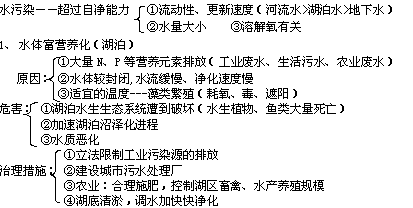 水污染——超过自净能力 ①流动性、更新速度(河流水>湖泊水>地下水)
②水量大小 ③溶解氧有关
1、水体富营养化(湖泊)
①大量N、P等营养元素排放(工业废水、生活污水、农业废水)
原因:②水体较封闭,水流缓慢、净化速度慢
③适宜的温度---藻类繁殖(耗氧、毒、遮阳)
危害:①湖泊水生生态系统遭到破坏(水生植物、鱼类大量死亡)
②加速湖泊沼泽化进程
③水质恶化
①立法限制工业污染源的排放
治理措施:②建设城市污水处理厂
③农业:合理施肥,控制湖区畜禽、水产养殖规模
④湖底清淤,调水加快快净化